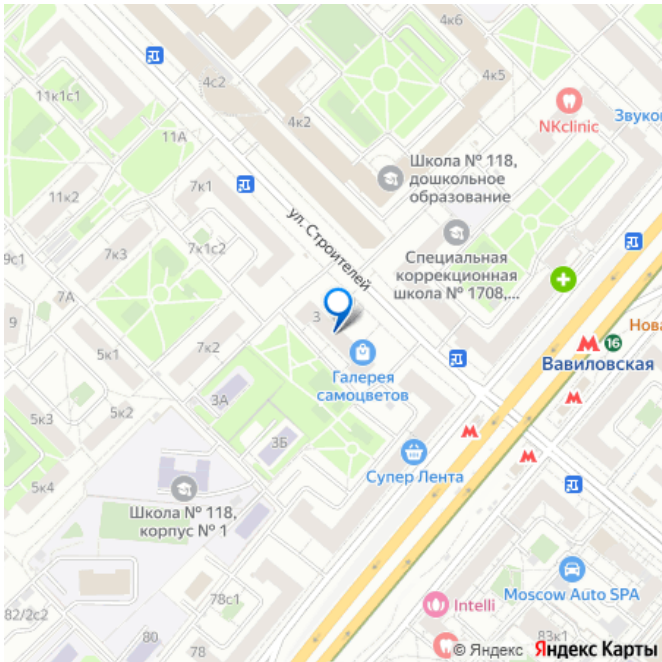 4к6
4с2
4к5
11к1с1
4к2
NKclinic
Звуков
11А
Школа № 118,
дошкольное
образование
7к1
11к2
ул. Строителей
7к1с2
7к3
9с1
Специальная
коррекционная
школа № 1708,...
7А
3
9
16
Нова
Вавиловская
5к1
7к2
Галерея
самоцветов
3А
5к2
5к3
3Б
Супер Лента
5к4
Школа № 118,
корпус № 1
78с1
Moscow Auto SPA
82/2с2
80
78
Intelli
83к1
© Яндекс Яндекс Карты